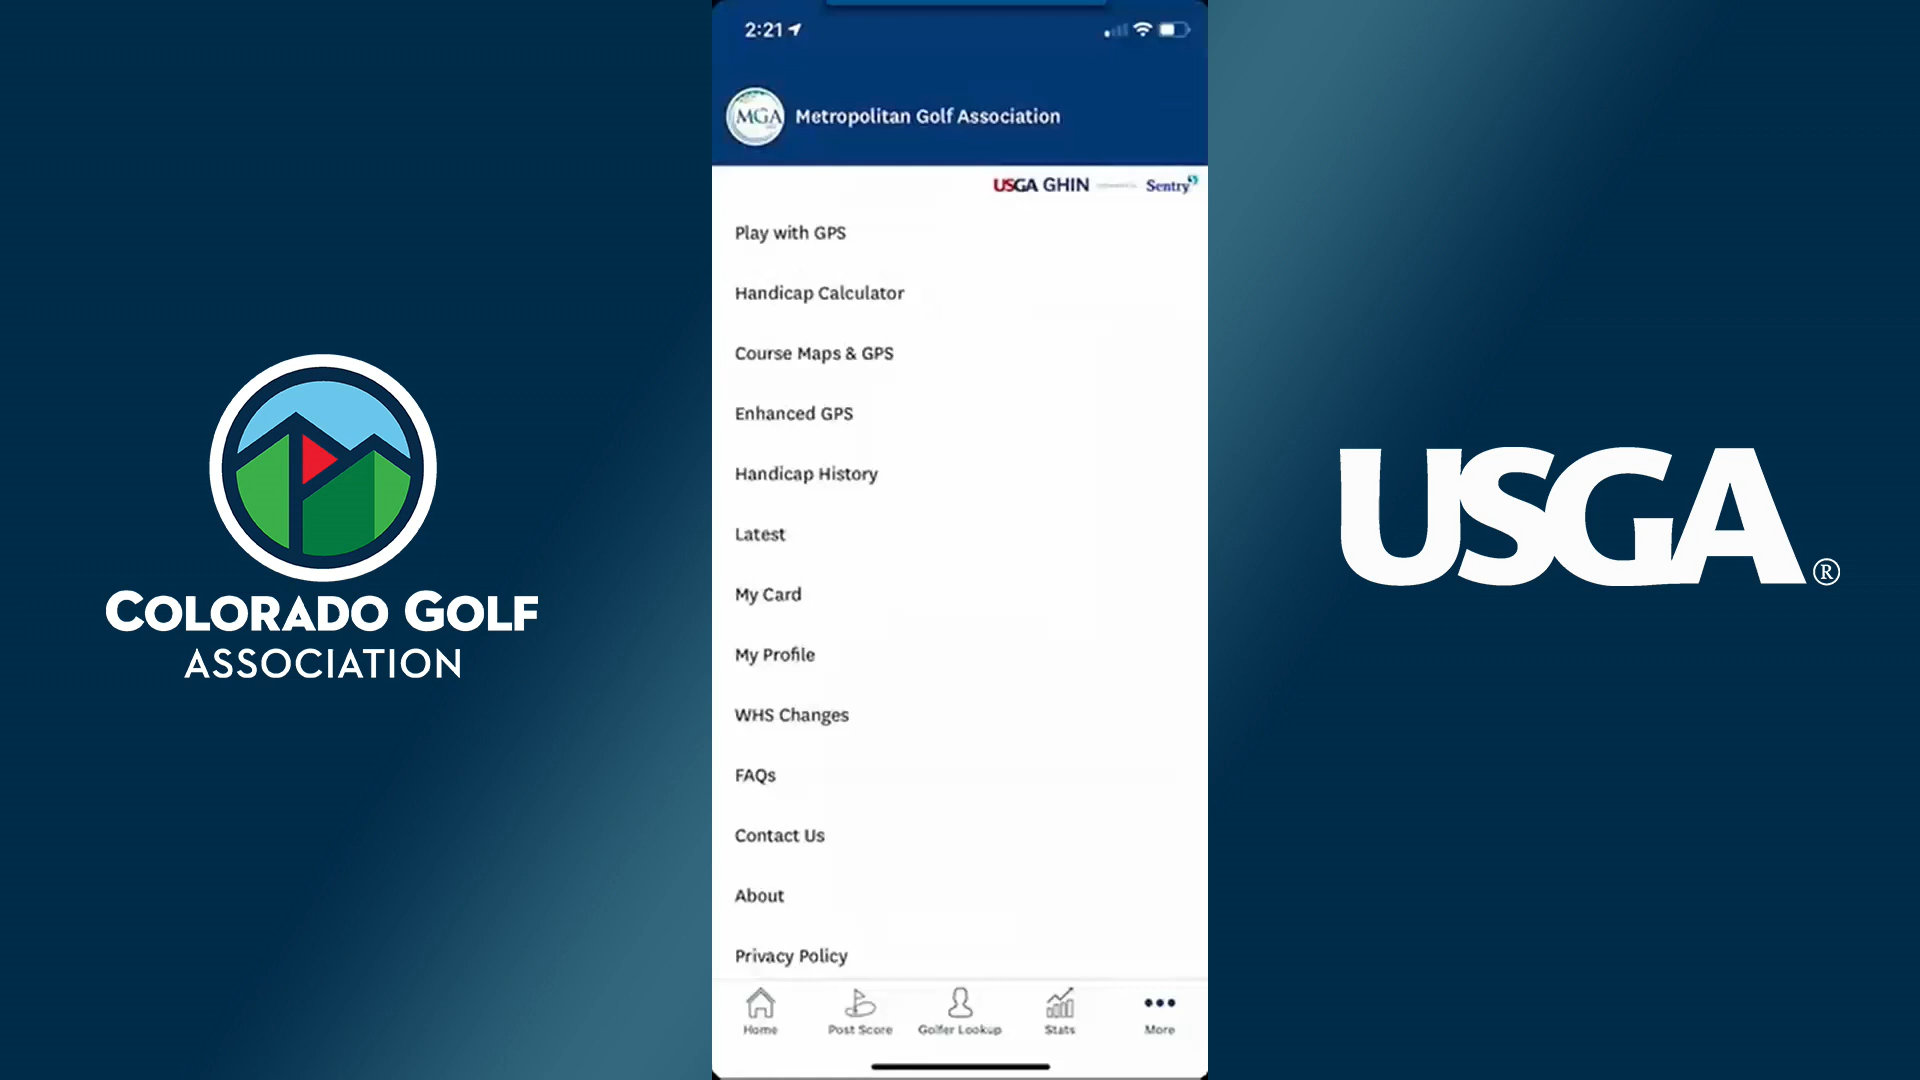 COLORADO GOLF
ASSOCIATION
2:21
MGA
Metropolitan Golf Association
USGA GHIN
Sentry
Play with GPS
Handicap Calculator
Course Maps & GPS
Enhanced GPS
Handicap History
Latest
My Card
My Profile
WHS Changes
FAQs
Contact Us
About
Privacy Policy
Home
Post Score
Golfer Lookup
Stats
More
USGA®